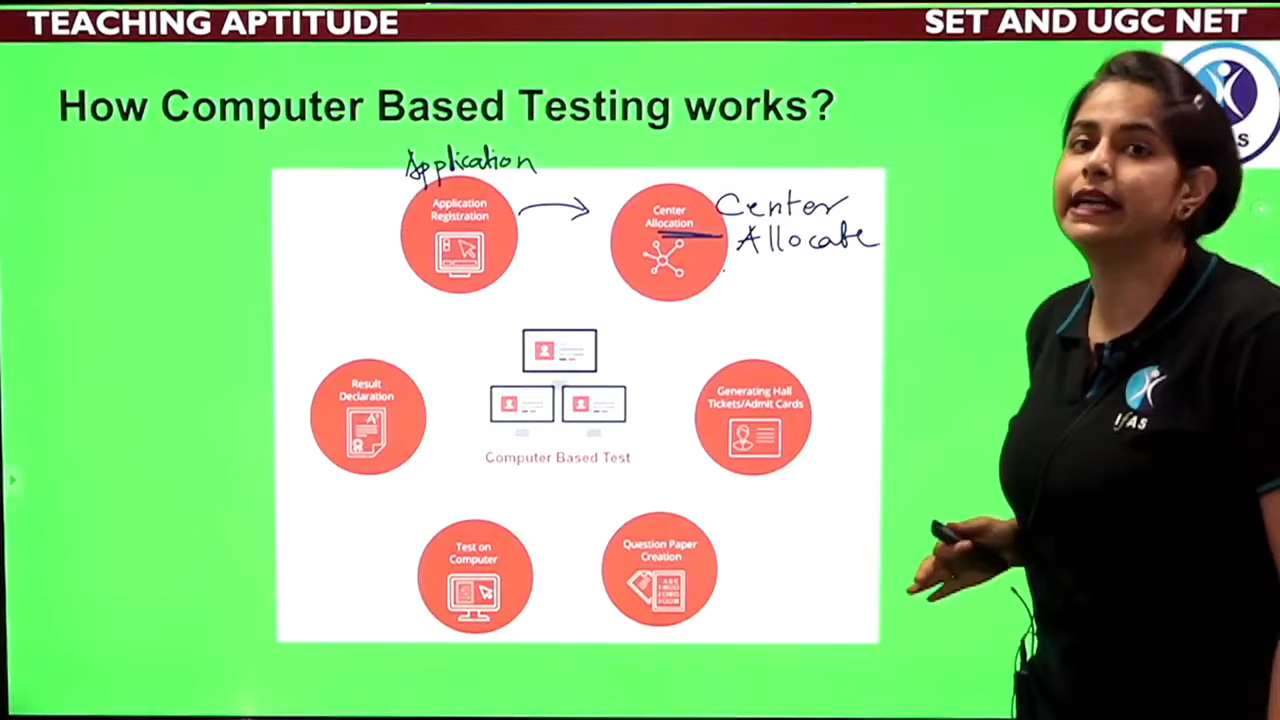 TEACHING APTITUDE
SET AND UGC NET
How Computer Based Testing works?
Application
Application
Registration
Center
Allocation
Center
Allocate
Result
Declaration
Generating Hall
Tickets/Admit Cards
Computer Based Test
Test on
Computer
Question Paper
Creation
IFAS